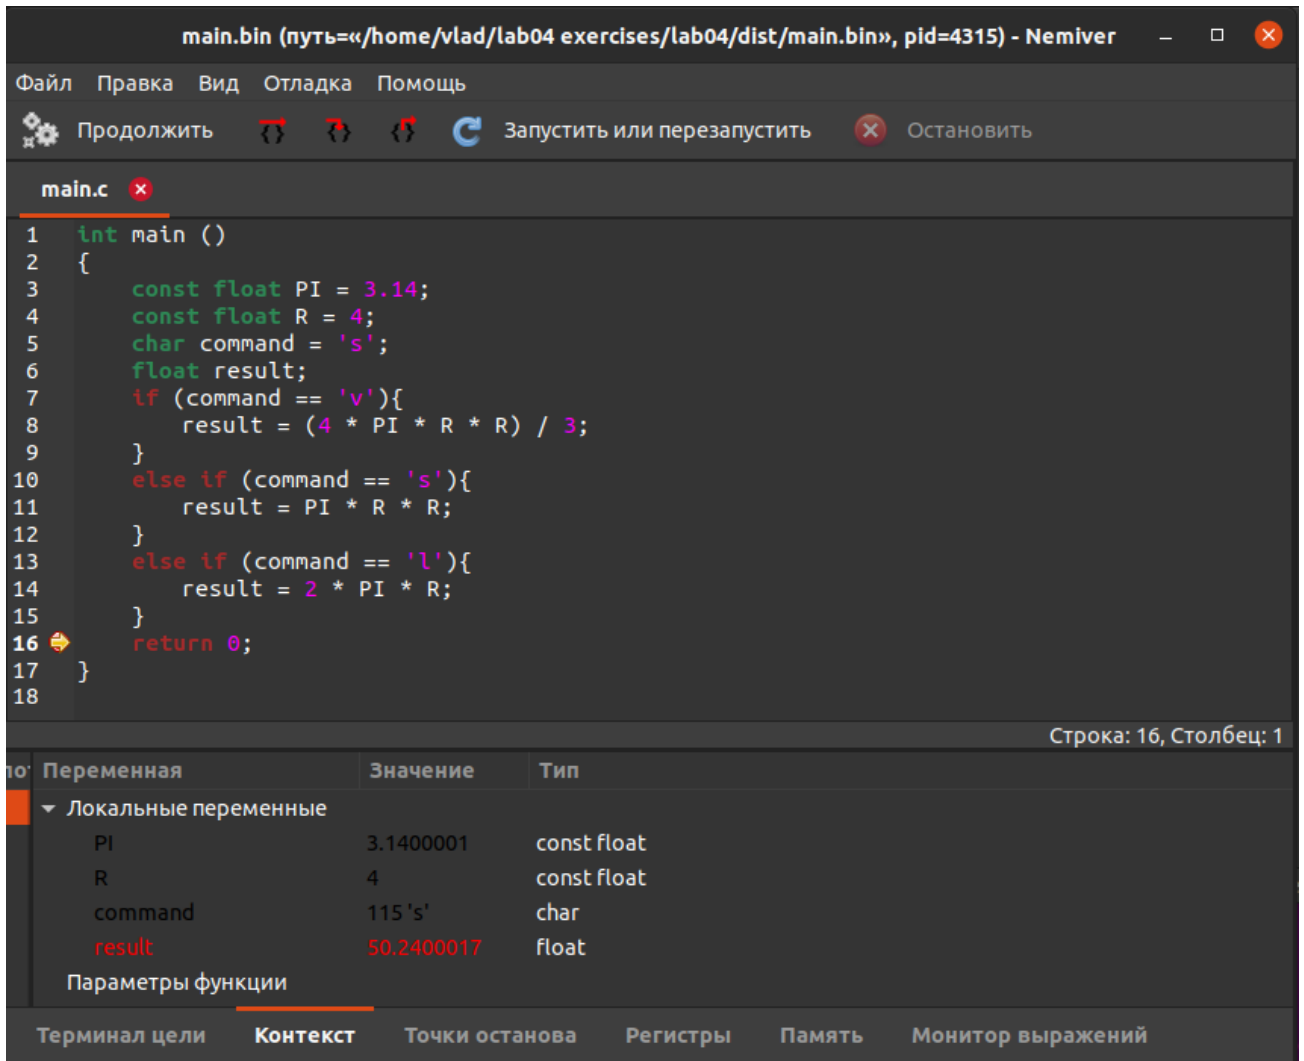 main.bin (путь=«/home/vlad/lab04 exercises/lab04/dist/main.bin», pid=4315) - Nemiver
Файл Правка Вид Отладка Помощь
Продолжить Запустить или перезапустить Остановить
main.c
1 int main ()
2 {
3 const float PI = 3.14;
4 const float R = 4;
5 char command = 's';
6 float result;
7 if (command == 'v'){
8 result = (4 * PI * R * R) / 3;
9 }
10 else if (command == 's'){
11 result = PI * R * R;
12 }
13 else if (command == 'l'){
14 result = 2 * PI * R;
15 }
16 return 0;
17 }
18
Строка: 16, Столбец: 1
Переменная Значение Тип
Локальные переменные
PI 3.1400001 const float
R 4 const float
command 115 's' char
result 50.2400017 float
Параметры функции
Терминал цели Контекст Точки останова Регистры Память Монитор выражений